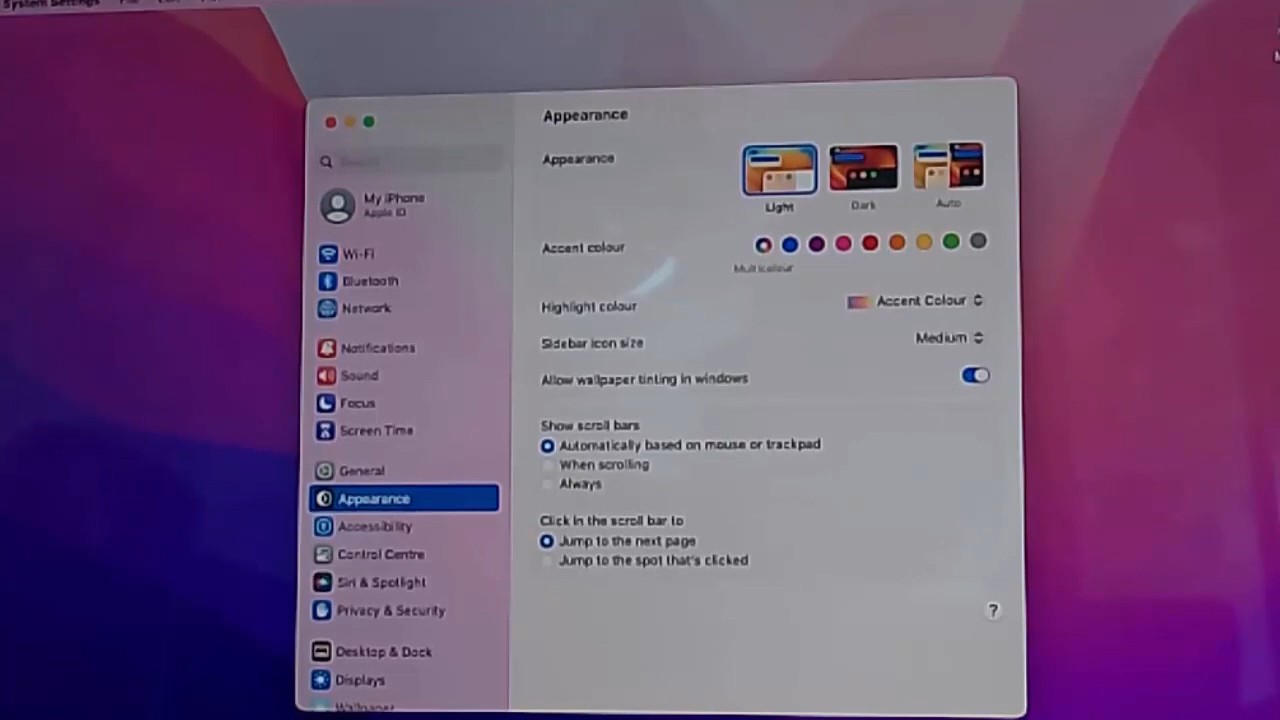 System Settings
Appearance
Appearance
Light
Dark
Auto
My iPhone
Apple ID
Accent colour
Multicolour
Wi-Fi
Bluetooth
Network
Highlight colour
Accent Colour
Sidebar icon size
Medium
Notifications
Sound
Focus
Screen Time
Allow wallpaper tinting in windows
Show scroll bars
Automatically based on mouse or trackpad
When scrolling
Always
General
Appearance
Accessibility
Control Centre
Siri & Spotlight
Privacy & Security
Click in the scroll bar to
Jump to the next page
Jump to the spot that's clicked
?
Desktop & Dock
Displays
Wallpaper